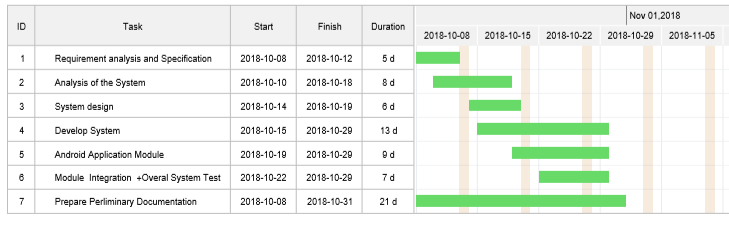 Nov 01,2018
ID Task Start Finish Duration
2018-10-08 2018-10-15 2018-10-22 2018-10-29 2018-11-05
1 Requirement analysis and Specification 2018-10-08 2018-10-12 5 d
2 Analysis of the System 2018-10-10 2018-10-18 8 d
3 System design 2018-10-14 2018-10-19 6 d
4 Develop System 2018-10-15 2018-10-29 13 d
5 Android Application Module 2018-10-19 2018-10-29 9 d
6 Module Integration +Overal System Test 2018-10-22 2018-10-29 7 d
7 Prepare Perliminary Documentation 2018-10-08 2018-10-31 21 d